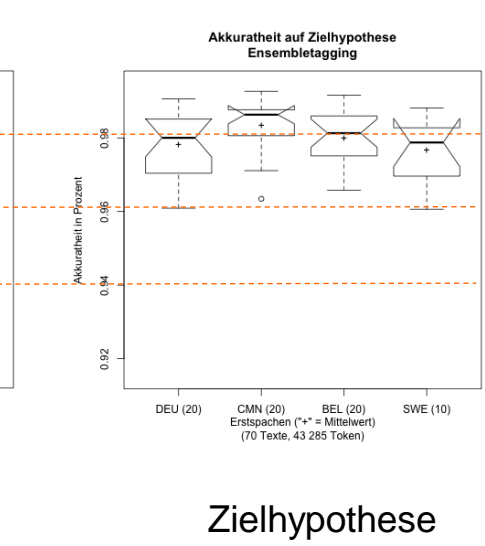 Akkuratheit auf Zielhypothese
Ensembletagging
Akkuratheit in Prozent
0.98
0.96
0.94
0.92
DEU (20) CMN (20) BEL (20) SWE (10)
Erstspachen ("+" = Mittelwert)
(70 Texte, 43 285 Token)
Zielhypothese